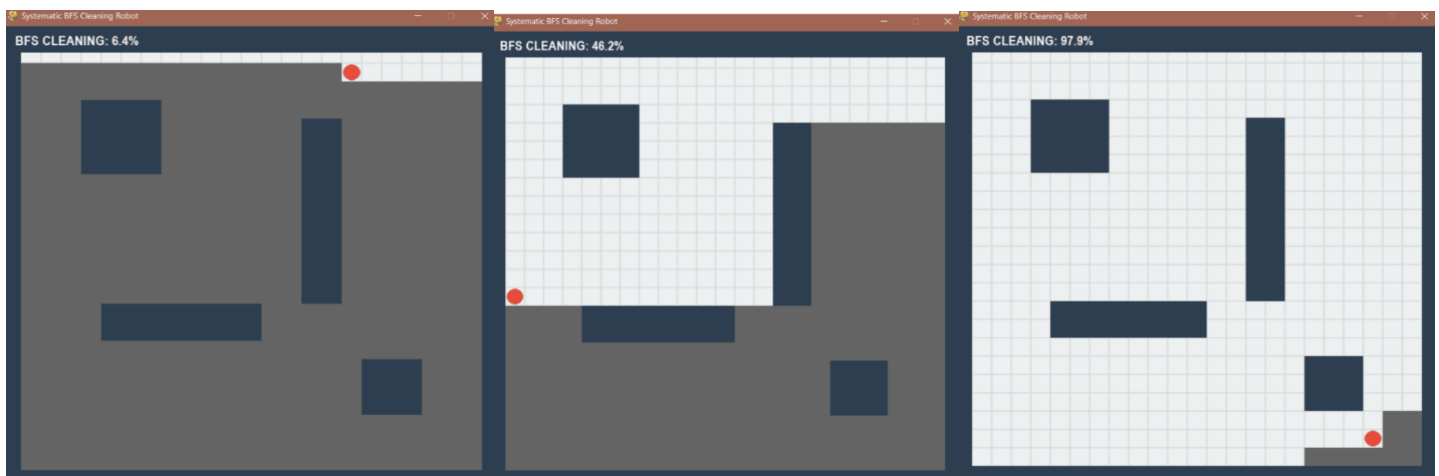 Systematic BFS Cleaning Robot
BFS CLEANING: 6.4%
Systematic BFS Cleaning Robot
BFS CLEANING: 46.2%
Systematic BFS Cleaning Robot
BFS CLEANING: 97.9%